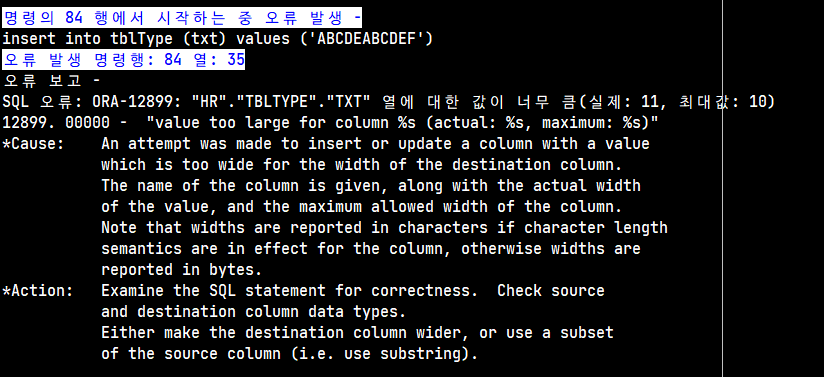 명령의 84 행에서 시작하는 중 오류 발생 -
insert into tblType (txt) values ('ABCDEABCDEF')
오류 발생 명령행: 84 열: 35
오류 보고 -
SQL 오류: ORA-12899: "HR"."TBLTYPE"."TXT" 열에 대한 값이 너무 큼(실제: 11, 최대값: 10)
12899. 00000 -  "value too large for column %s (actual: %s, maximum: %s)"
*Cause:    An attempt was made to insert or update a column with a value
           which is too wide for the width of the destination column.
           The name of the column is given, along with the actual width
           of the value, and the maximum allowed width of the column.
           Note that widths are reported in characters if character length
           semantics are in effect for the column, otherwise widths are
           reported in bytes.
*Action:   Examine the SQL statement for correctness.  Check source
           and destination column data types.
           Either make the destination column wider, or use a subset
           of the source column (i.e. use substring).